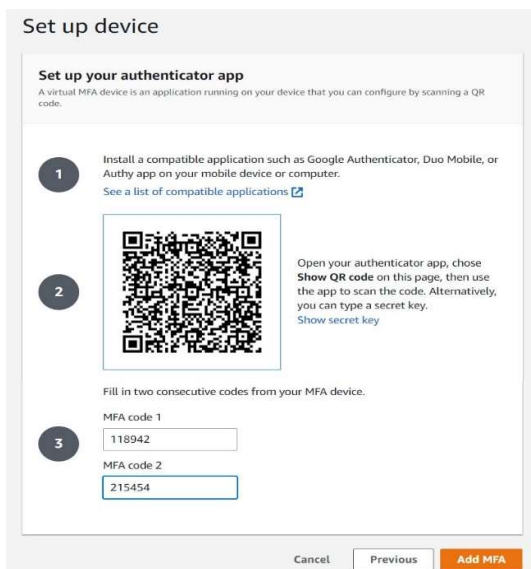 Set up device
Set up your authenticator app
A virtual MFA device is an application running on your device that you can configure by scanning a QR
code.
1
Install a compatible application such as Google Authenticator, Duo Mobile, or
Authy app on your mobile device or computer.
See a list of compatible applications
2
Open your authenticator app, chose
Show QR code on this page, then use
the app to scan the code. Alternatively,
you can type a secret key.
Show secret key
Fill in two consecutive codes from your MFA device.
3
MFA code 1
118942
MFA code 2
215454
Cancel
Previous
Add MFA